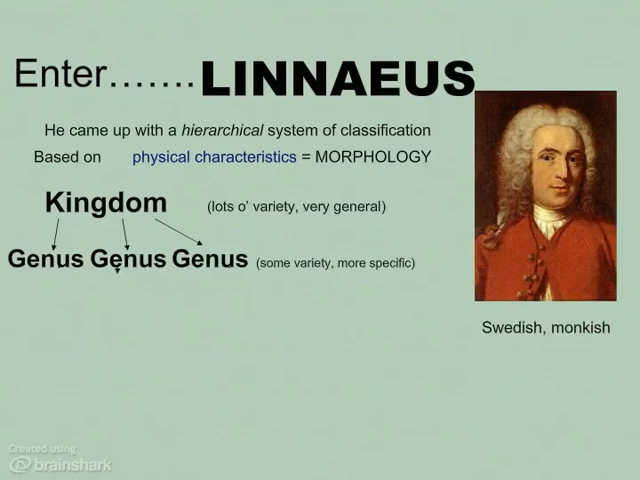 Enter…….LINNAEUS
He came up with a hierarchical system of classification
Based on physical characteristics = MORPHOLOGY
Kingdom (lots o’ variety, very general)
Genus Genus Genus (some variety, more specific)
Swedish, monkish
Created using
brainshark